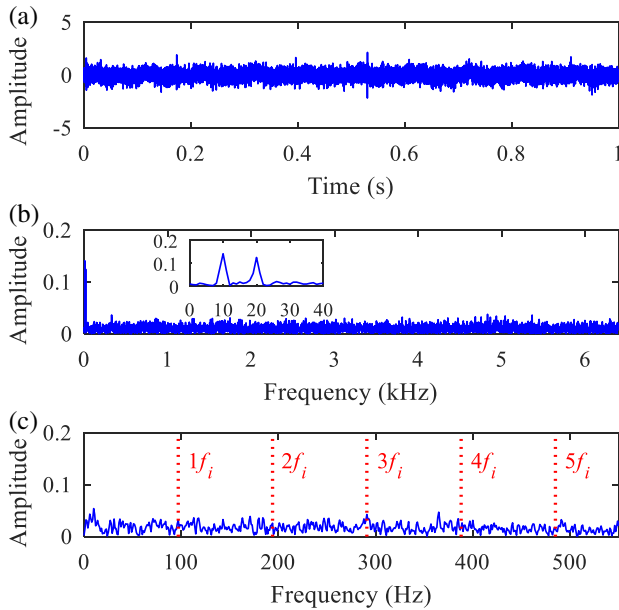 (a)
Amplitude
5
0
-5
0 0.2 0.4 0.6 0.8 1
Time (s)
(b)
Amplitude
0.2
0.1
0
0.2
0.1
0
0 10 20 30 40
0 1 2 3 4 5 6
Frequency (kHz)
(c)
Amplitude
0.2
0.1
0
1fi 2fi 3fi 4fi 5fi
0 100 200 300 400 500
Frequency (Hz)